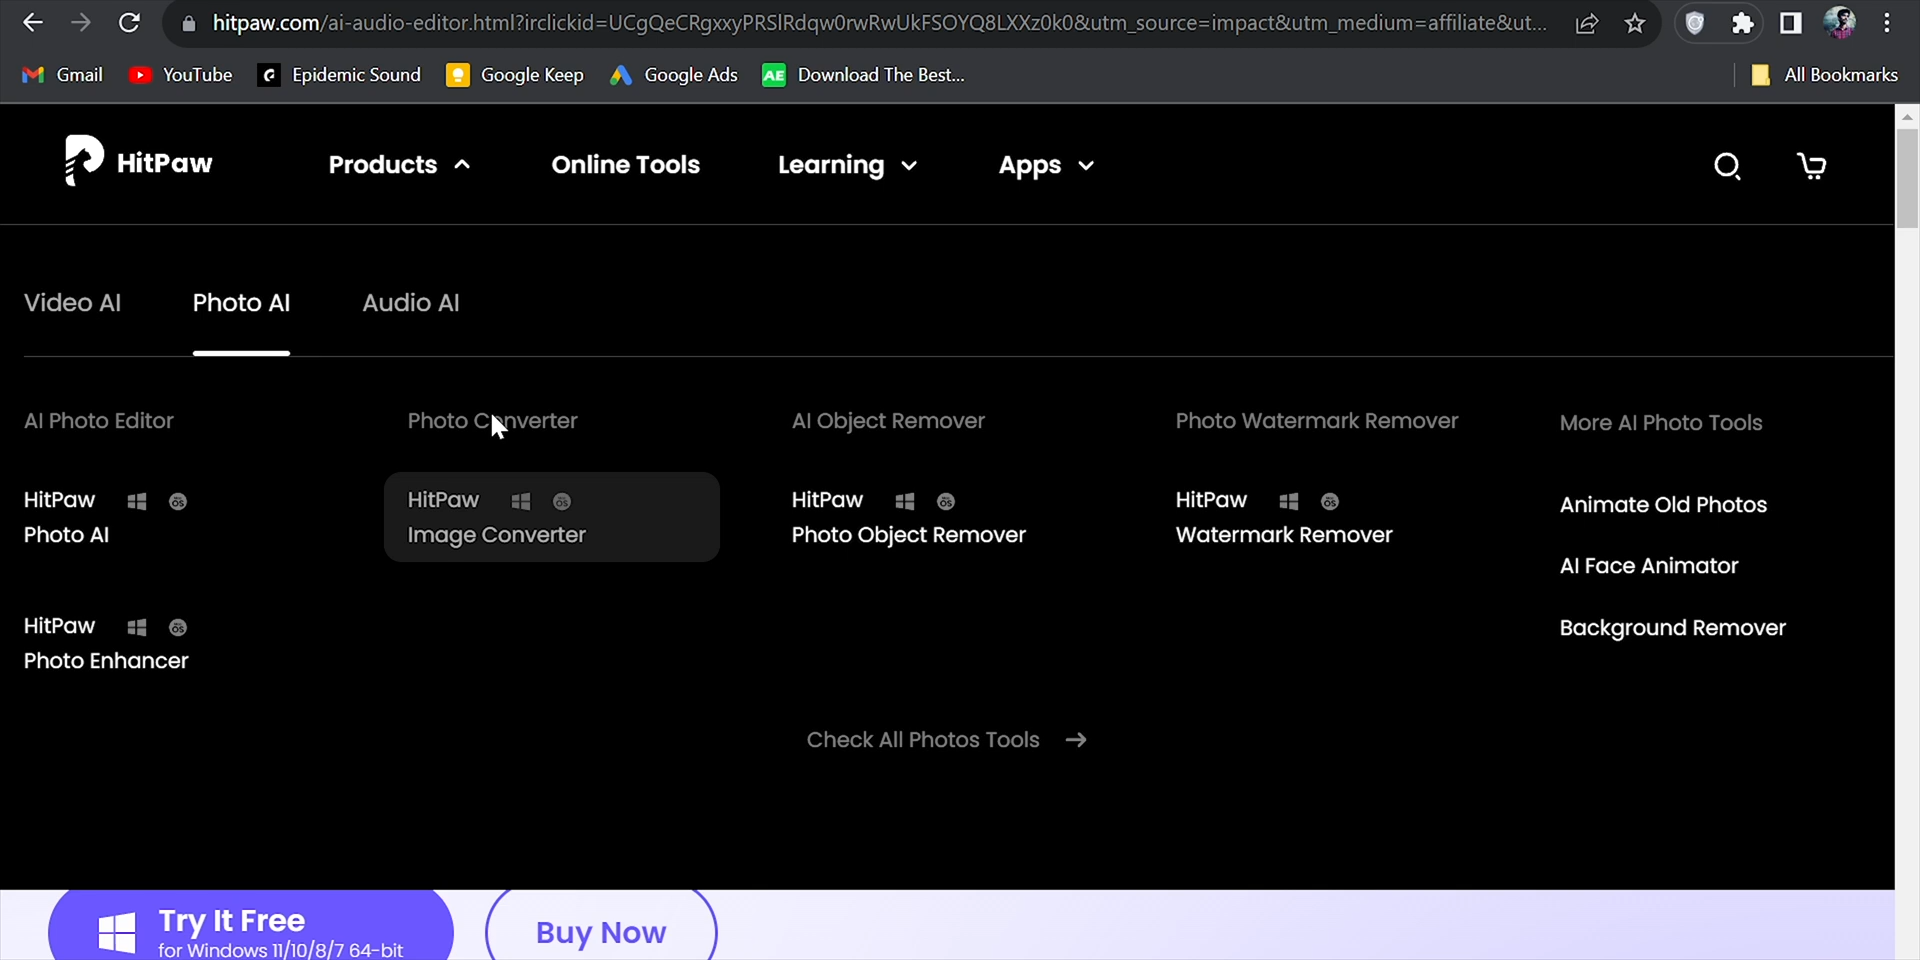 hitpaw.com/ai-audio-editor.html?irclickid=UCgQeCRgxxyPRSlRdqw0rwRwUkFSOYQ8LXXz0k0&utm_source=impact&utm_medium=affiliate&ut...
Gmail YouTube Epidemic Sound Google Keep Google Ads AE Download The Best... All Bookmarks
HitPaw Products Online Tools Learning Apps
Video AI Photo AI Audio AI
AI Photo Editor Photo Converter AI Object Remover Photo Watermark Remover More AI Photo Tools
HitPaw HitPaw HitPaw HitPaw
Photo AI Image Converter Photo Object Remover Watermark Remover
Animate Old Photos
AI Face Animator
HitPaw
Photo Enhancer
Background Remover
Check All Photos Tools
Try It Free
for Windows 11/10/8/7 64-bit
Buy Now